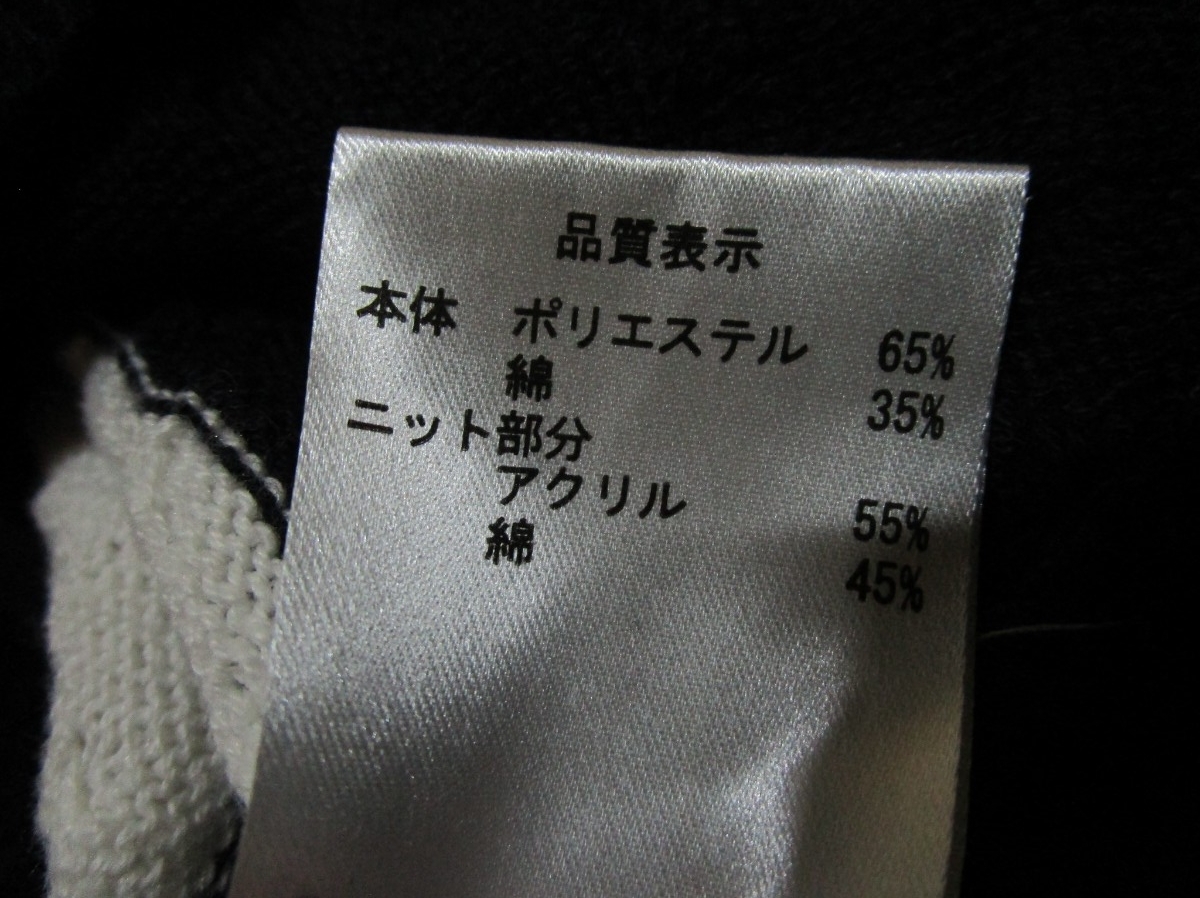 品質表示
本体 ポリエステル 65%
綿 35%
ニット部分
アクリル 55%
綿 45%